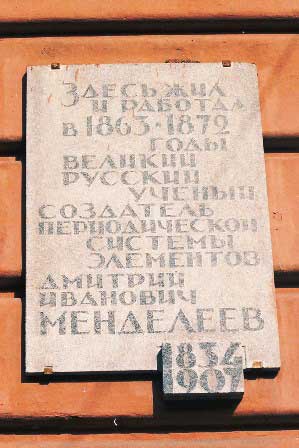 Здесь жил
и работал
в 1863-1872
годы
великий
русский
ученый
создатель
периодической
системы
элементов
Дмитрий
Иванович
Менделеев
1834
1907